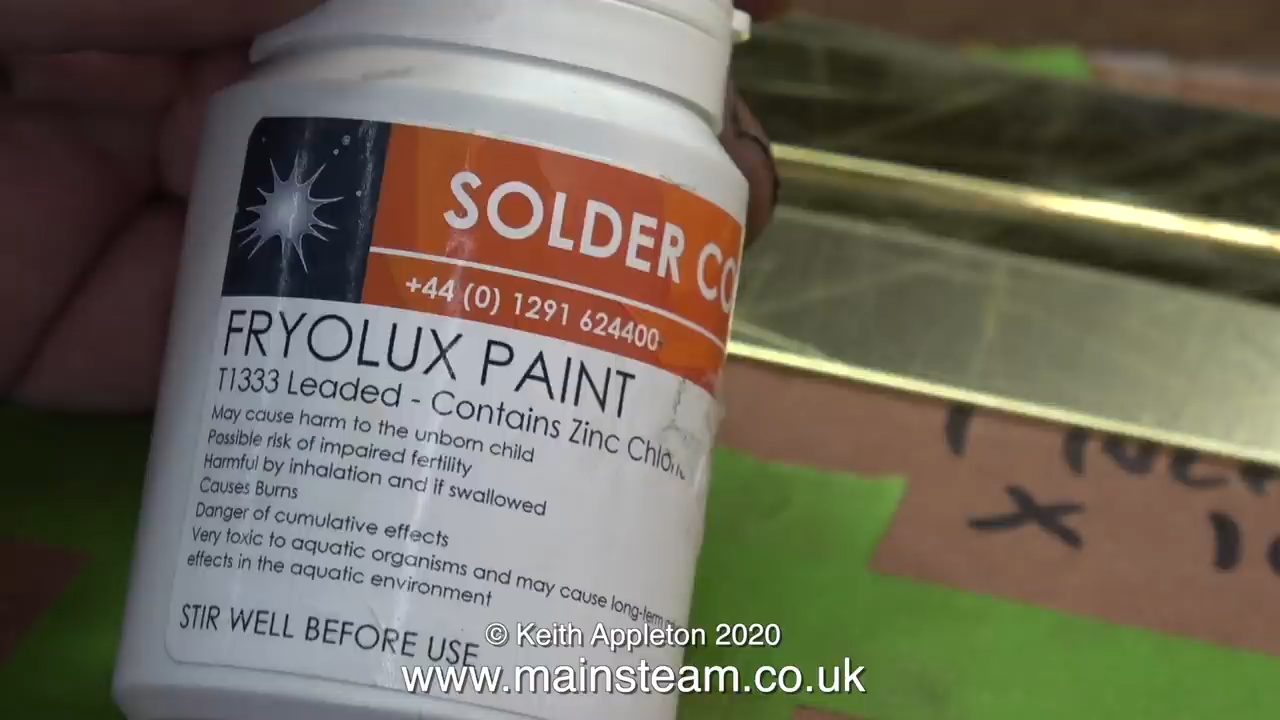 SOLDER CO
+44 (0) 1291 624400
FRYOLUX PAINT
T1333 Leaded - Contains Zinc
May cause harm to the unborn child
Possible risk of impaired fertility
Harmful by inhalation and if swallowed
Causes Burns
Danger of cumulative effects
Very toxic to aquatic organisms and may cause long-term
effects in the aquatic environment
STIR WELL BEFORE USE
X
© Keith Appleton 2020
www.mainsteam.co.uk